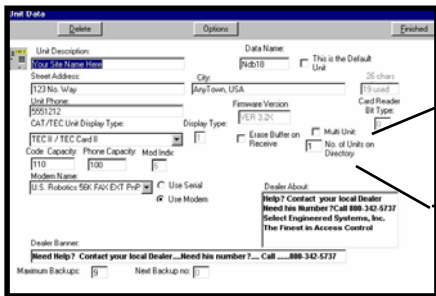 Unit Data
Delete Options Finished
Unit Description: Data Name:
Your Site Name Here Ndb18 This is the Default Unit
Street Address: City: 26 chars
123 No. Way AnyTown, USA 19 used
Unit Phone: Firmware Version Card Reader Bit Type:
5551212 VER 3.2X 0
CAT/TEC Unit Display Type: Display Type: Erase Buffer on Receive Multi Unit
TEC II / TEC Card II 1 1 No. of Units on Directory
Code Capacity: Phone Capacity: Mod Indx:
110 100 6
Modem Name:
U.S. Robotics 56K FAX EXT PnP Use Serial
Use Modem
Dealer About:
Help? Contact your local Dealer
Need his Number ?Call 800-342-5737
Select Engineered Systems, Inc.
The Finest in Access Control
Dealer Banner:
Need Help? Contact your local Dealer....Need his number ?.... Call ......800-342-5737
Maximum Backups: 9 Next Backup no: 0